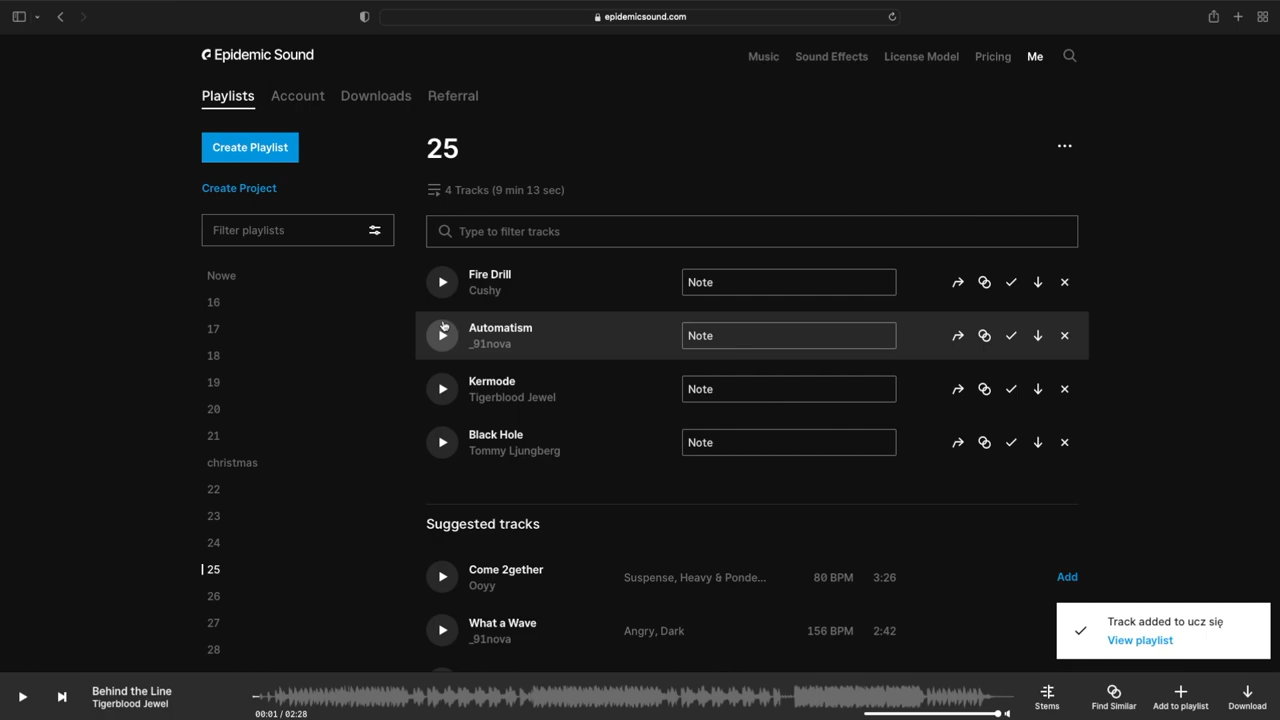 epidemicsound.com
Epidemic Sound
Music
Sound Effects
License Model
Pricing
Me
Playlists
Account
Downloads
Referral
Create Playlist
Create Project
Filter playlists
Nowe
16
17
18
19
20
21
christmas
22
23
24
25
26
27
28
25
4 Tracks (9 min 13 sec)
Type to filter tracks
Fire Drill
Cushy
Note
Automatism
_91nova
Note
Kermode
Tigerblood Jewel
Note
Black Hole
Tommy Ljungberg
Note
Suggested tracks
Come 2gether
Ooyy
Suspense, Heavy & Ponde...
80 BPM
3:26
Add
What a Wave
_91nova
Angry, Dark
156 BPM
2:42
Track added to ucz się
View playlist
Behind the Line
Tigerblood Jewel
00:01 / 02:28
Stems
Find Similar
Add to playlist
Download